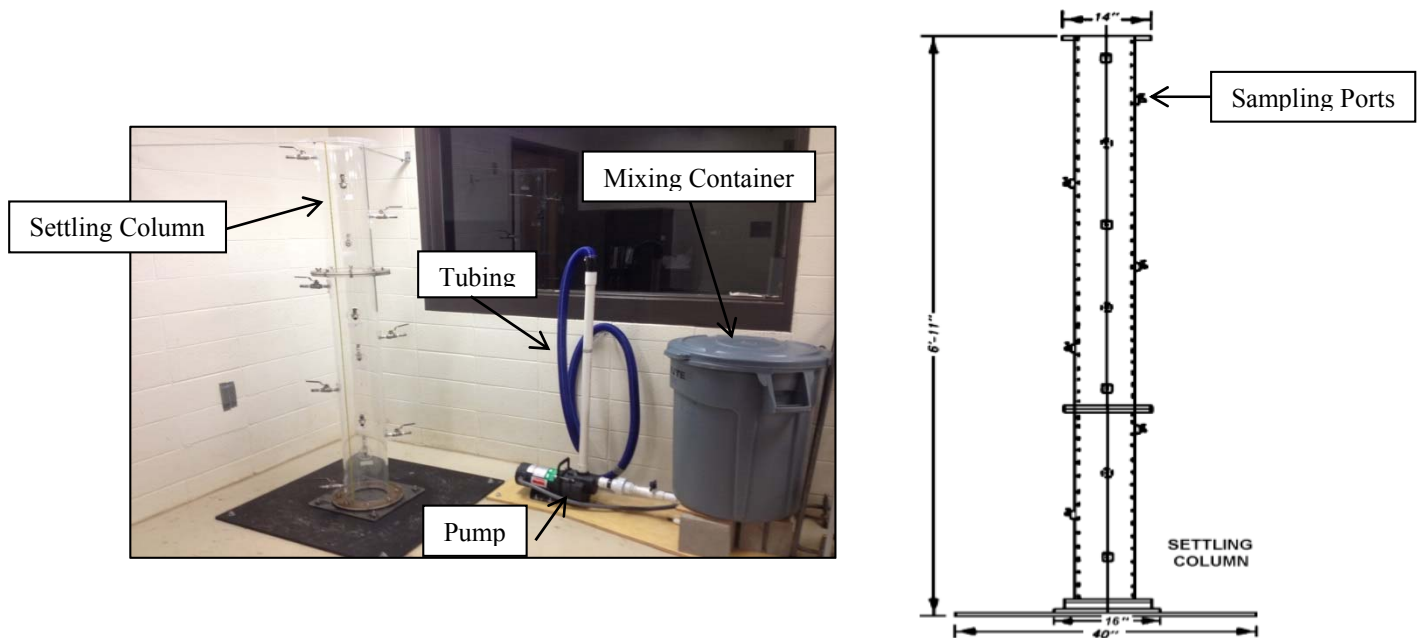 14"
Sampling Ports
Mixing Container
Settling Column
Tubing
6'-11"
Pump
SETTLING
COLUMN
16"
40"